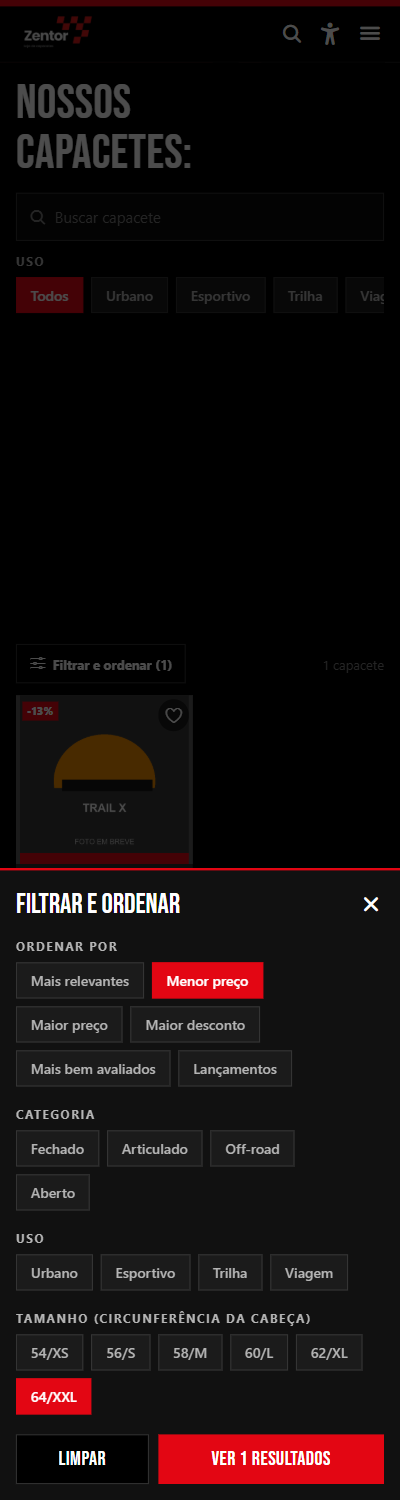 Zentor
NOSSOS
CAPACETES:
Buscar capacete
USO
Todos Urbano Esportivo Trilha Viag
Filtrar e ordenar (1) 1 capacete
-13%
TRAIL X
FOTO EM BREVE
FILTRAR E ORDENAR
ORDENAR POR
Mais relevantes Menor preço
Maior preço Maior desconto
Mais bem avaliados Lançamentos
CATEGORIA
Fechado Articulado Off-road
Aberto
USO
Urbano Esportivo Trilha Viagem
TAMANHO (CIRCUNFERÊNCIA DA CABEÇA)
54/XS 56/S 58/M 60/L 62/XL
64/XXL
LIMPAR VER 1 RESULTADOS